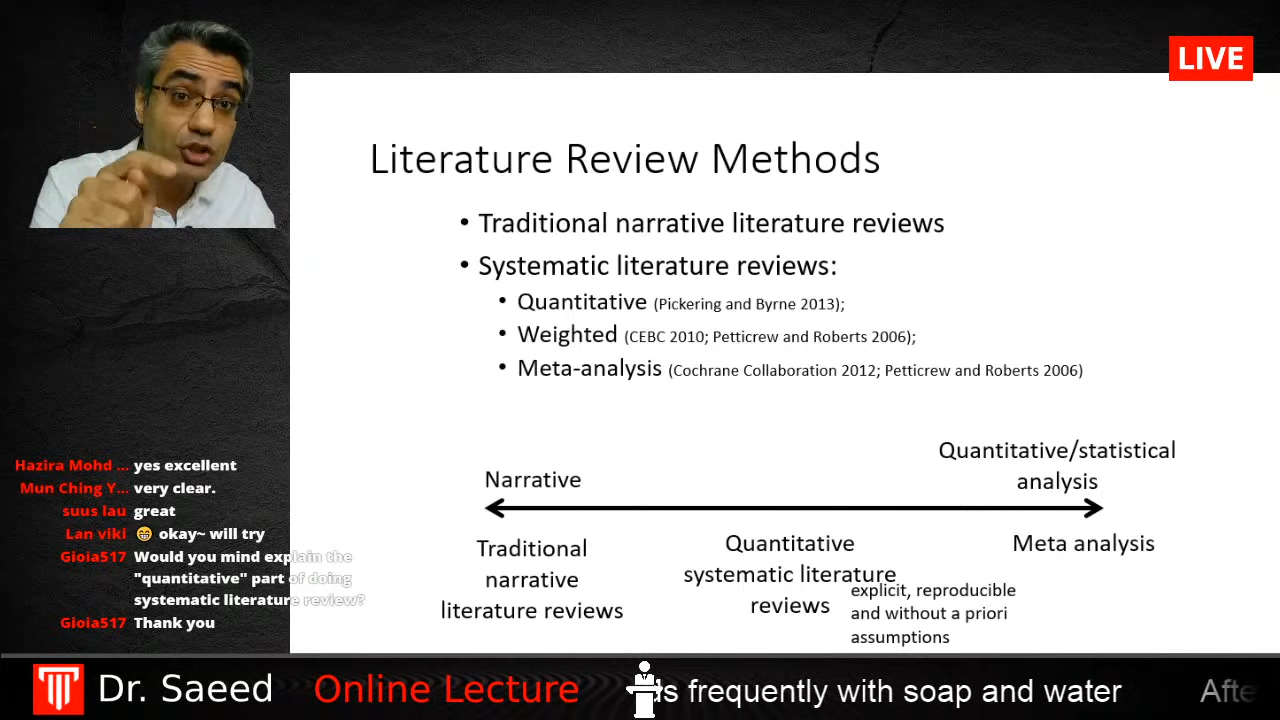 LIVE
Literature Review Methods
• Traditional narrative literature reviews
• Systematic literature reviews:
• Quantitative (Pickering and Byrne 2013);
• Weighted (CEBC 2010; Petticrew and Roberts 2006);
• Meta-analysis (Cochrane Collaboration 2012; Petticrew and Roberts 2006)
Quantitative/statistical
analysis
Narrative
Traditional
narrative
literature reviews
Quantitative
systematic literature
reviews
explicit, reproducible
and without a priori
assumptions
Meta analysis
Hazira Mohd ... yes excellent
Mun Ching Y... very clear.
suus lau great
Lan viki 😁 okay~ will try
Gioia517 Would you mind explain the
"quantitative" part of doing
systematic literature review?
Gioia517 Thank you
Dr. Saeed Online Lecture frequently with soap and water